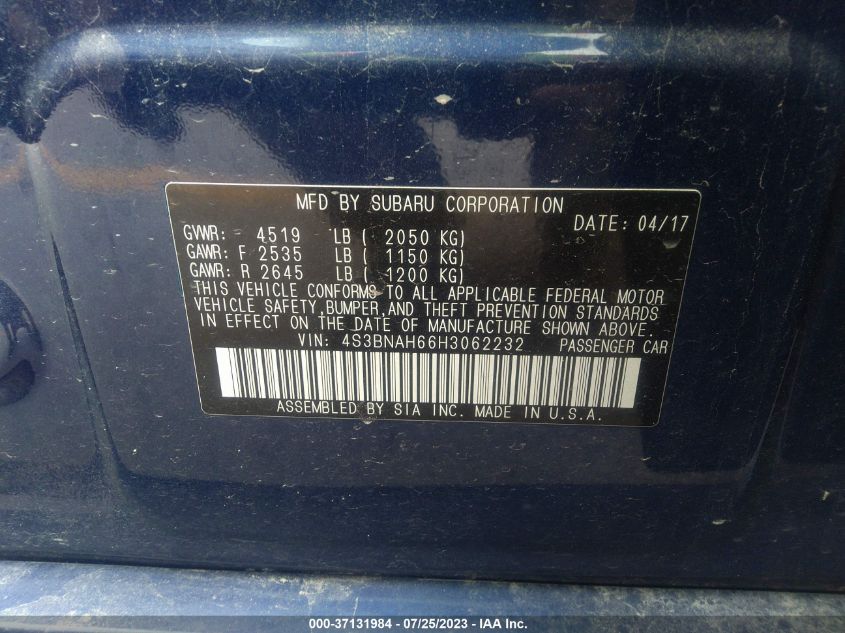 MFD BY SUBARU CORPORATION
DATE: 04/17
GVWR: 4519 LB ( 2050 KG)
GAWR: F 2535 LB ( 1150 KG)
GAWR: R 2645 LB ( 1200 KG)
THIS VEHICLE CONFORMS TO ALL APPLICABLE FEDERAL MOTOR
VEHICLE SAFETY,BUMPER,AND THEFT PREVENTION STANDARDS
IN EFFECT ON THE DATE OF MANUFACTURE SHOWN ABOVE.
VIN: 4S3BNAH66H3062232 PASSENGER CAR
ASSEMBLED BY SIA INC. MADE IN U.S.A.
000-37131984 - 07/25/2023 - IAA Inc.